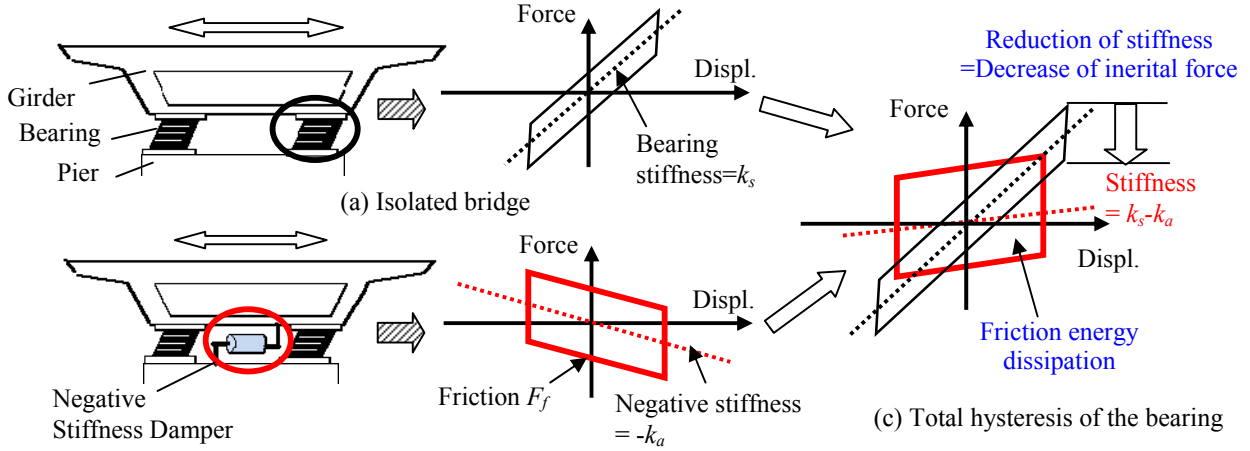 Girder
Bearing
Pier
Force
Displ.
Bearing
stiffness=ks
(a) Isolated bridge
Negative
Stiffness Damper
Force
Displ.
Friction Ff
Negative stiffness
= -ka
Reduction of stiffness
=Decrease of inerital force
Force
Stiffness
= ks-ka
Displ.
Friction energy
dissipation
(c) Total hysteresis of the bearing